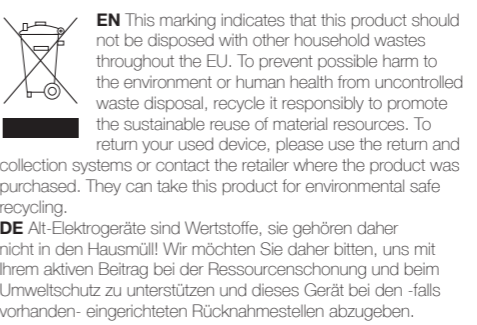 EN This marking indicates that this product should
not be disposed with other household wastes
throughout the EU. To prevent possible harm to
the environment or human health from uncontrolled
waste disposal, recycle it responsibly to promote
the sustainable reuse of material resources. To
return your used device, please use the return and
collection systems or contact the retailer where the product was
purchased. They can take this product for environmental safe
recycling.
DE Alt-Elektrogeräte sind Wertstoffe, sie gehören daher
nicht in den Hausmüll! Wir möchten Sie daher bitten, uns mit
Ihrem aktiven Beitrag bei der Ressourcenschonung und beim
Umweltschutz zu unterstützen und dieses Gerät bei den -falls
vorhanden- eingerichteten Rücknahmestellen abzugeben.